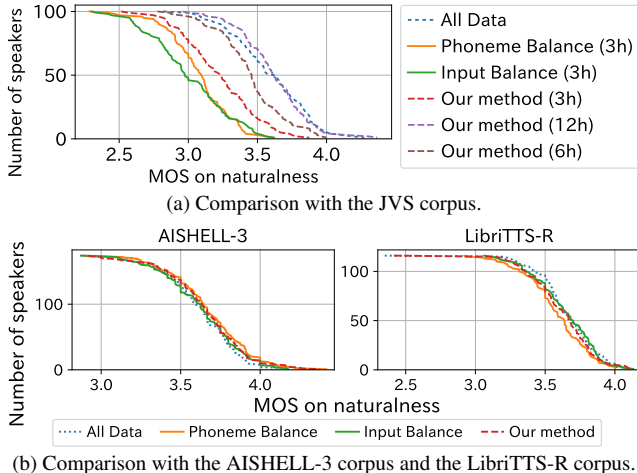 Number of speakers
100
50
0
2.5
3.0
3.5
4.0
MOS on naturalness
All Data
Phoneme Balance (3h)
Input Balance (3h)
Our method (3h)
Our method (12h)
Our method (6h)
(a) Comparison with the JVS corpus.
AISHELL-3
LibriTTS-R
Number of speakers
100
0
3.0
3.5
4.0
100
50
0
2.5
3.0
3.5
4.0
MOS on naturalness
All Data
Phoneme Balance
Input Balance
Our method
(b) Comparison with the AISHELL-3 corpus and the LibriTTS-R corpus.